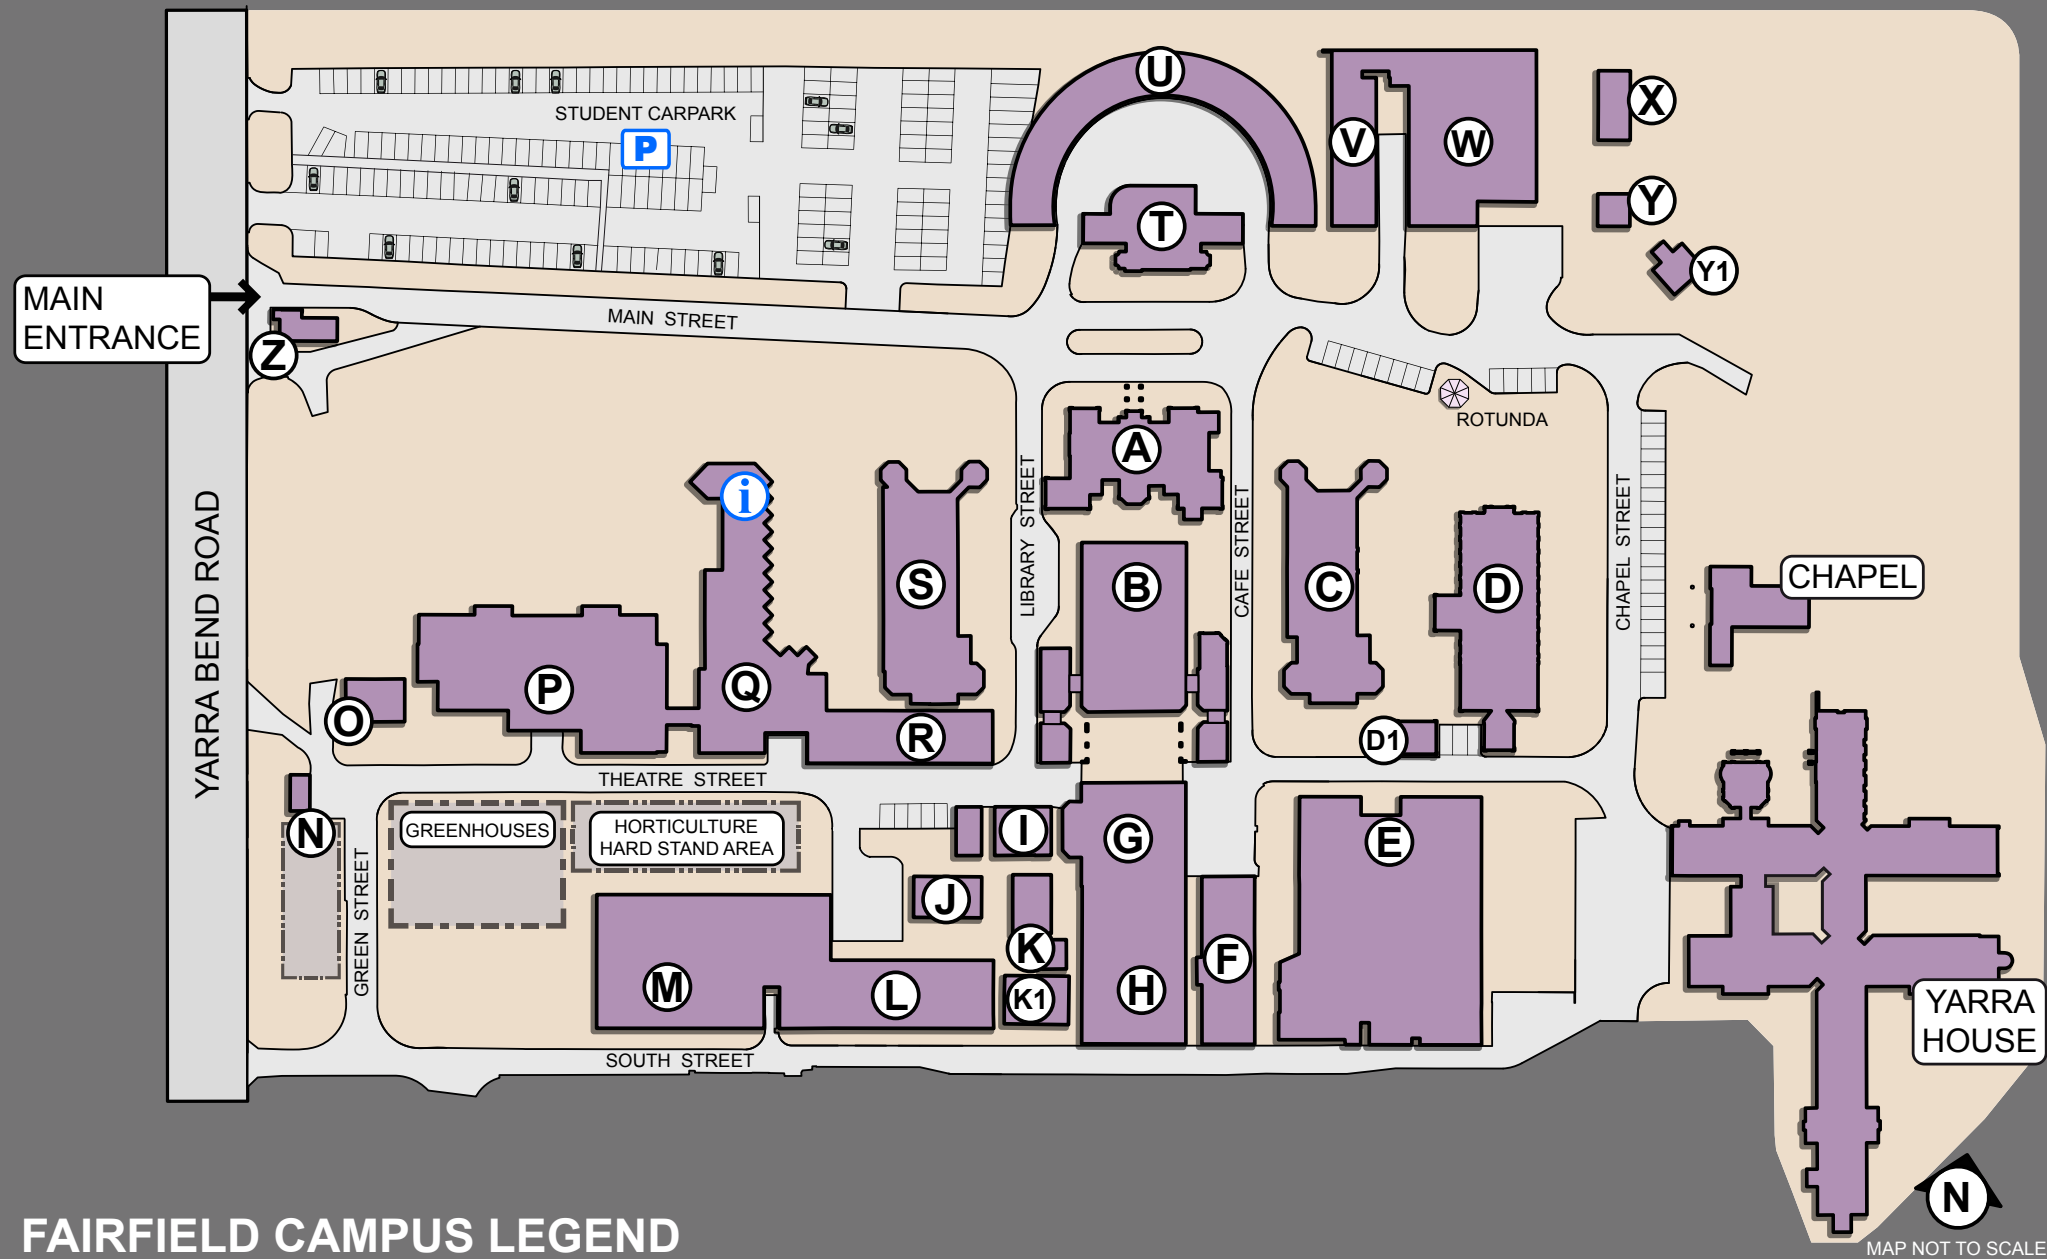 STUDENT CARPARK
P
U
V
W
X
Y
Y1
T
MAIN
ENTRANCE
MAIN STREET
Z
ROTUNDA
A
i
LIBRARY STREET
CAFE STREET
CHAPEL STREET
YARRA BEND ROAD
S
B
C
D
CHAPEL
P
Q
O
R
D1
THEATRE STREET
N
GREENHOUSES
HORTICULTURE
HARD STAND AREA
I
G
E
GREEN STREET
J
K
F
M
L
K1
H
YARRA
HOUSE
SOUTH STREET
N
FAIRFIELD CAMPUS LEGEND
MAP NOT TO SCALE